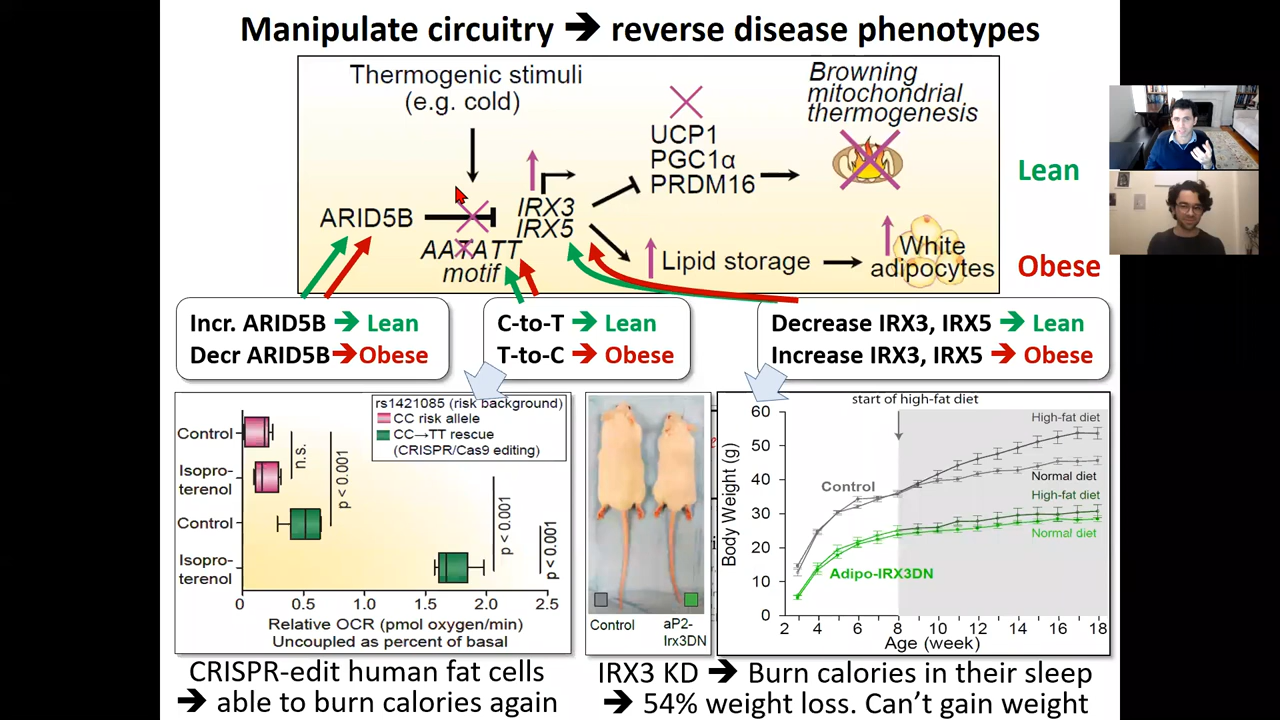 Manipulate circuitry ➔ reverse disease phenotypes
Thermogenic stimuli
(e.g. cold)
Browning
mitochondrial
thermogenesis
UCP1
PGC1α
PRDM16
Lean
ARID5B
IRX3
IRX5
AATATT
motif
Lipid storage
White
adipocytes
Obese
Incr. ARID5B ➔ Lean
Decr ARID5B ➔ Obese
C-to-T ➔ Lean
T-to-C ➔ Obese
Decrease IRX3, IRX5 ➔ Lean
Increase IRX3, IRX5 ➔ Obese
rs1421085 (risk background)
CC risk allele
CC→TT rescue
(CRISPR/Cas9 editing)
Control
Isopro-
terenol
Control
Isopro-
terenol
n.s.
p < 0.001
p < 0.001
p < 0.001
0 0.5 1.0 1.5 2.0 2.5
Relative OCR (pmol oxygen/min)
Uncoupled as percent of basal
Control
aP2-
Irx3DN
start of high-fat diet
Body Weight (g)
60
50
40
30
20
10
0
High-fat diet
Control
Normal diet
High-fat diet
Normal diet
Adipo-IRX3DN
2 4 6 8 10 12 14 16 18
Age (week)
CRISPR-edit human fat cells
➔ able to burn calories again
IRX3 KD ➔ Burn calories in their sleep
➔ 54% weight loss. Can't gain weight